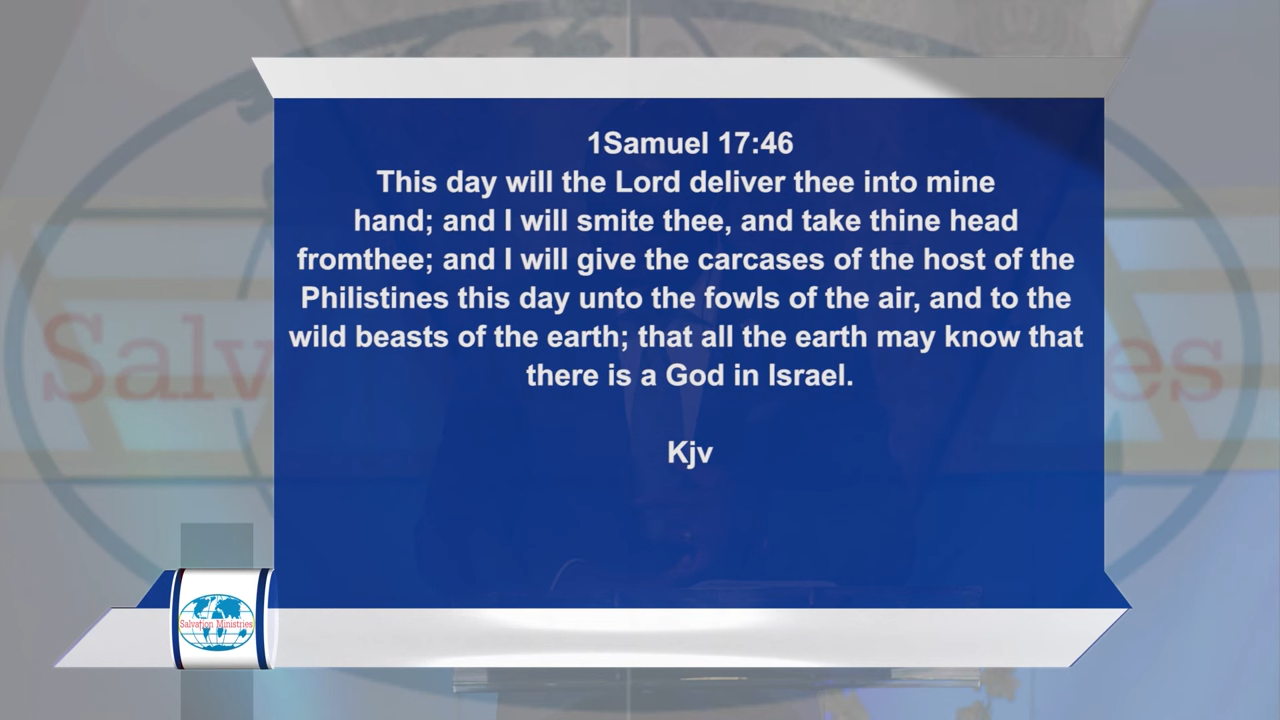 1Samuel 17:46
This day will the Lord deliver thee into mine
hand; and I will smite thee, and take thine head
fromthee; and I will give the carcases of the host of the
Philistines this day unto the fowls of the air, and to the
wild beasts of the earth; that all the earth may know that
there is a God in Israel.
Kjv
Salv es
Salvation Ministries